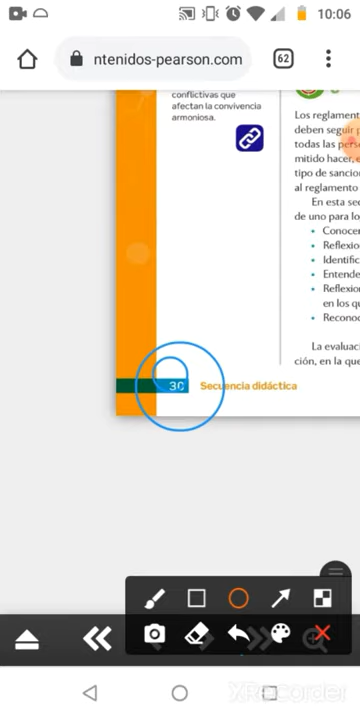 10:06
ntenidos-pearson.com
62
conflictivas que
afectan la convivencia
armoniosa.
Los reglament
deben seguir p
todas las pers
mitido hacer, e
tipo de sancio
al reglamento
En esta sec
de uno para lo
• Conocer
• Reflexio
• Identific
• Entende
• Reflexio
en los qu
• Reconoc
La evaluac
ción, en la que
30 Secuencia didáctica
XRecorder